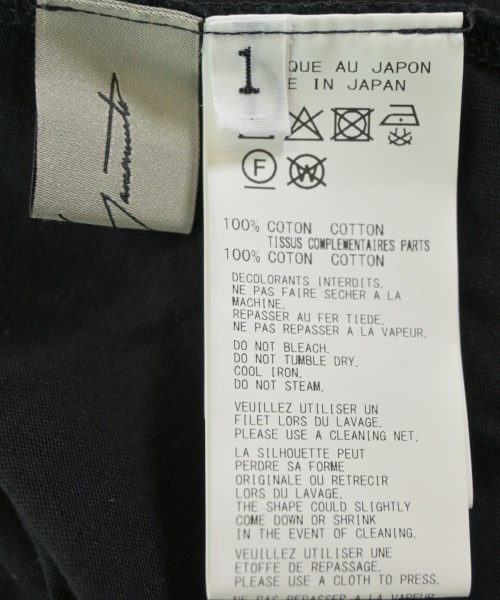 Yamamoto
1
QUE AU JAPON
E IN JAPAN
F
W
100% COTON COTTON
TISSUS COMPLEMENTAIRES PARTS
100% COTON COTTON
DECOLORANTS INTERDITS.
NE PAS FAIRE SECHER A LA
MACHINE.
REPASSER AU FER TIEDE.
NE PAS REPASSER A LA VAPEUR.
DO NOT BLEACH.
DO NOT TUMBLE DRY.
COOL IRON.
DO NOT STEAM.
VEUILLEZ UTILISER UN
FILET LORS DU LAVAGE.
PLEASE USE A CLEANING NET.
LA SILHOUETTE PEUT
PERDRE SA FORME
ORIGINALE OU RETRECIR
LORS DU LAVAGE.
THE SHAPE COULD SLIGHTLY
COME DOWN OR SHRINK
IN THE EVENT OF CLEANING.
VEUILLEZ UTILISER UNE
ETOFFE DE REPASSAGE.
PLEASE USE A CLOTH TO PRESS.